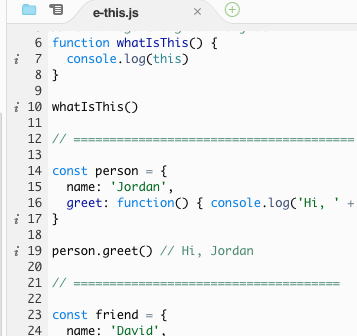 e-this.js
6 function whatIsThis() {
i 7 console.log(this)
8 }
9
i 10 whatIsThis()
11
12 // =======================================
13
14 const person = {
15 name: 'Jordan',
16 greet: function() { console.log('Hi, ' +
i 17 }
18
i 19 person.greet() // Hi, Jordan
20
21 // =====================================
22
23 const friend = {
24 name: 'David',